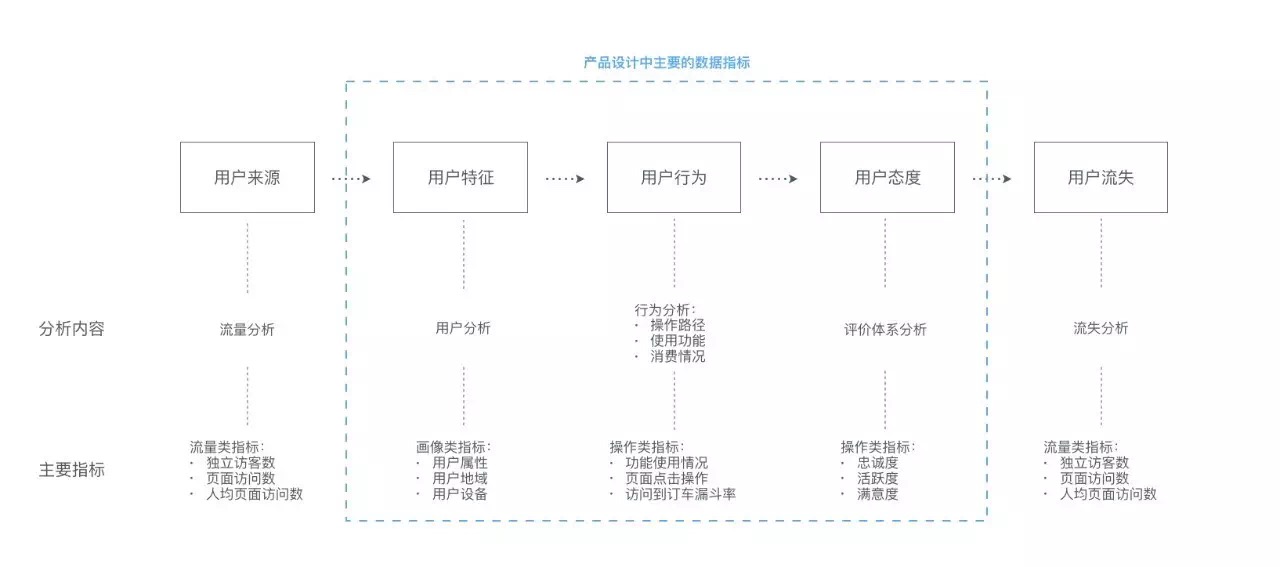 产品设计中主要的数据指标
用户来源
用户特征
用户行为
用户态度
用户流失
分析内容
流量分析
用户分析
行为分析:
· 操作路径
· 使用功能
· 消费情况
评价体系分析
流失分析
主要指标
流量类指标:
· 独立访客数
· 页面访问数
· 人均页面访问数
画像类指标:
· 用户属性
· 用户地域
· 用户设备
操作类指标:
· 功能使用情况
· 页面点击操作
· 访问到订车漏斗率
操作类指标:
· 忠诚度
· 活跃度
· 满意度
流量类指标:
· 独立访客数
· 页面访问数
· 人均页面访问数